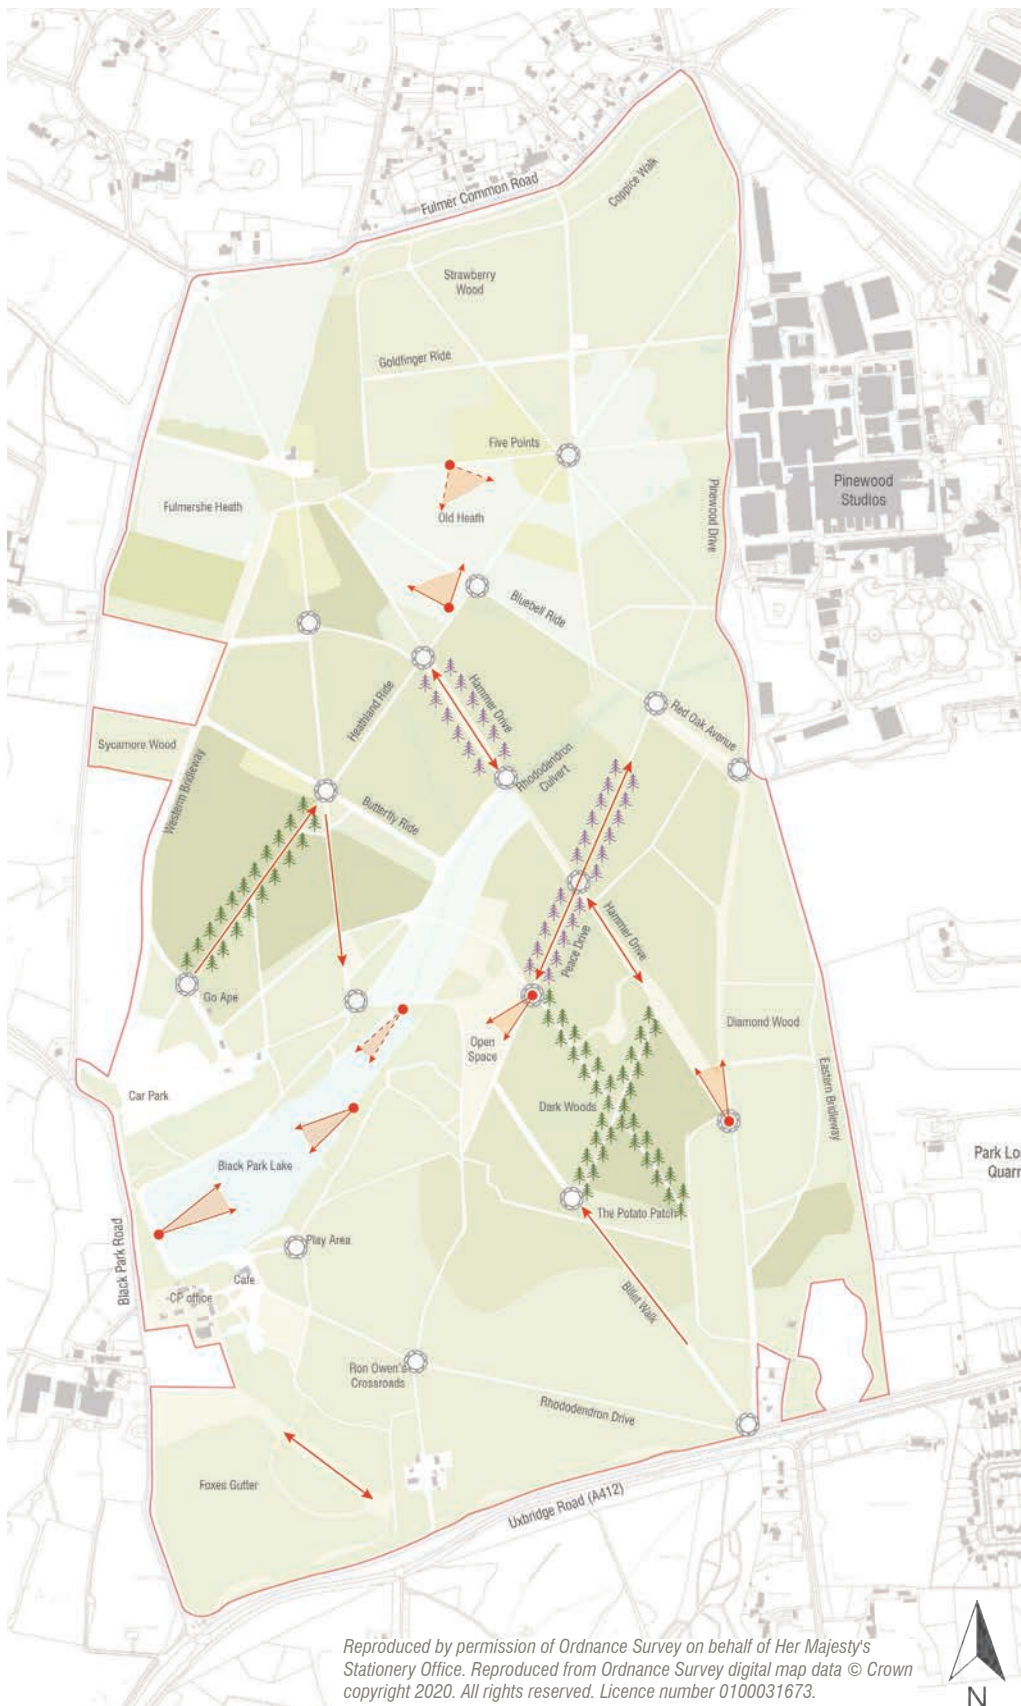 Fulmer Common Road
Coppice Walk
Strawberry
Wood
Goldfinger Ride
Five Points
Pinewood
Studios
Pinewood Drive
Fulmershe Heath
Old Heath
Bluebell Ride
Hammer Drive
Heathland Ride
Red Oak Avenue
Sycamore Wood
Western Bridleway
Rhododendron
Culvert
Butterfly Ride
Hammer Drive
Peace Drive
Go Ape
Open
Space
Diamond Wood
Car Park
Dark Woods
Eastern Bridleway
Park Lo
Quarr
Black Park Lake
The Potato Patch
Black Park Road
Play Area
Cafe
CP office
Billet Walk
Ron Owen's
Crossroads
Rhododendron Drive
Foxes Gutter
Uxbridge Road (A412)
Reproduced by permission of Ordnance Survey on behalf of Her Majesty's
Stationery Office. Reproduced from Ordnance Survey digital map data © Crown
copyright 2020. All rights reserved. Licence number 0100031673.
N